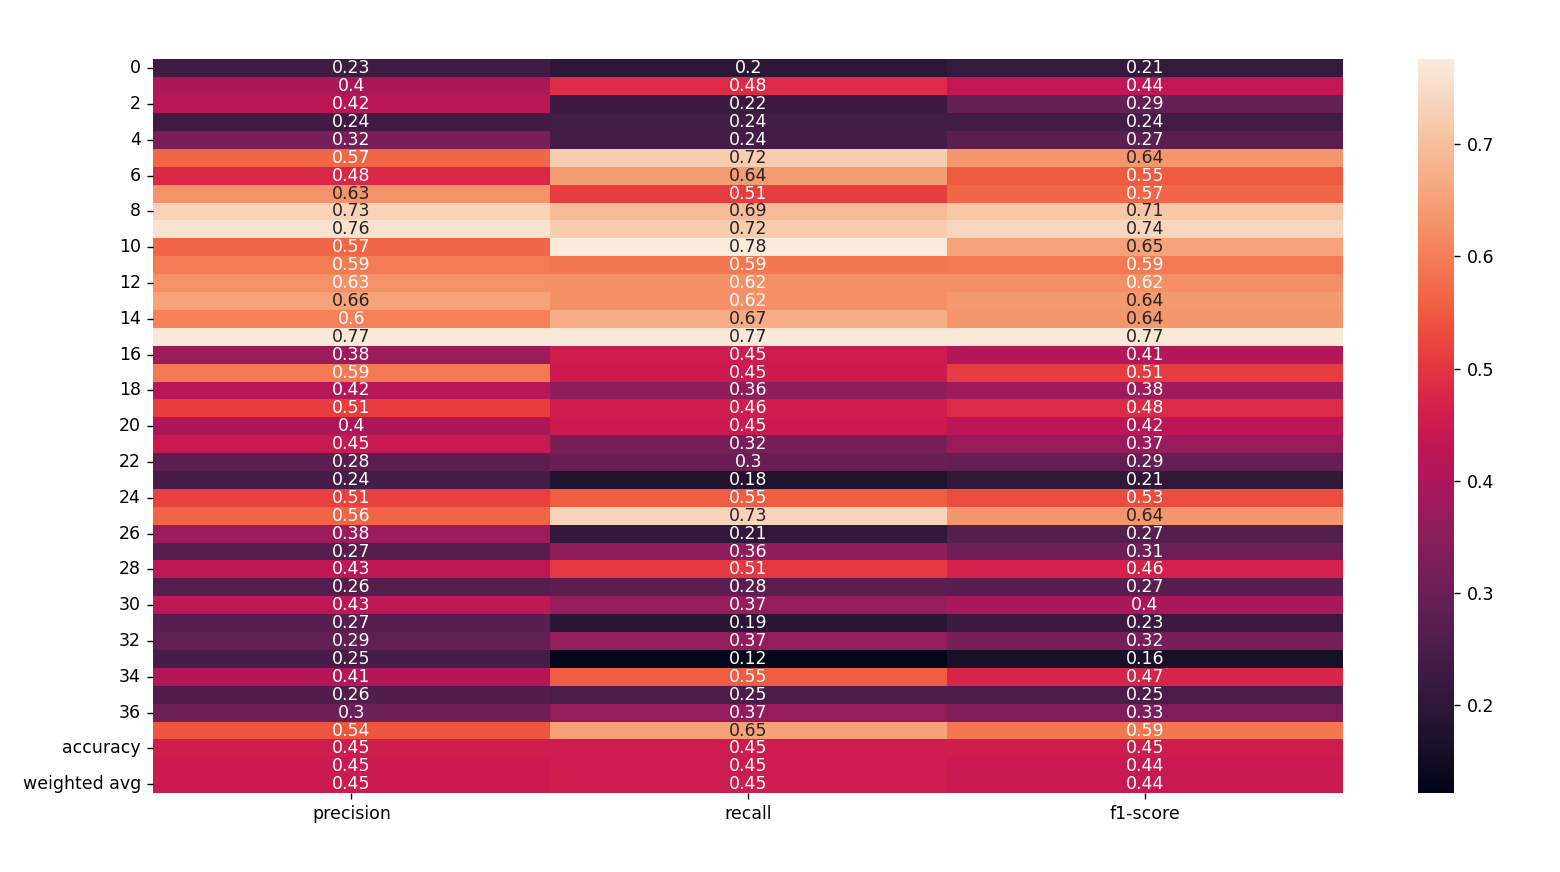 0 0.23 0.2 0.21
0.4 0.48 0.44
2 0.42 0.22 0.29
0.24 0.24 0.24
4 0.32 0.24 0.27
0.57 0.72 0.64
6 0.48 0.64 0.55
0.63 0.51 0.57
8 0.73 0.69 0.71
0.76 0.72 0.74
10 0.57 0.78 0.65
0.59 0.59 0.59
12 0.63 0.62 0.62
0.66 0.62 0.64
14 0.6 0.67 0.64
0.77 0.77 0.77
16 0.38 0.45 0.41
0.59 0.45 0.51
18 0.42 0.36 0.38
0.51 0.46 0.48
20 0.4 0.45 0.42
0.45 0.32 0.37
22 0.28 0.3 0.29
0.24 0.18 0.21
24 0.51 0.55 0.53
0.56 0.73 0.64
26 0.38 0.21 0.27
0.27 0.36 0.31
28 0.43 0.51 0.46
0.26 0.28 0.27
30 0.43 0.37 0.4
0.27 0.19 0.23
32 0.29 0.37 0.32
0.25 0.12 0.16
34 0.41 0.55 0.47
0.26 0.25 0.25
36 0.3 0.37 0.33
0.54 0.65 0.59
accuracy 0.45 0.45 0.45
0.45 0.45 0.44
weighted avg 0.45 0.45 0.44
precision recall f1-score
0.7
0.6
0.5
0.4
0.3
0.2